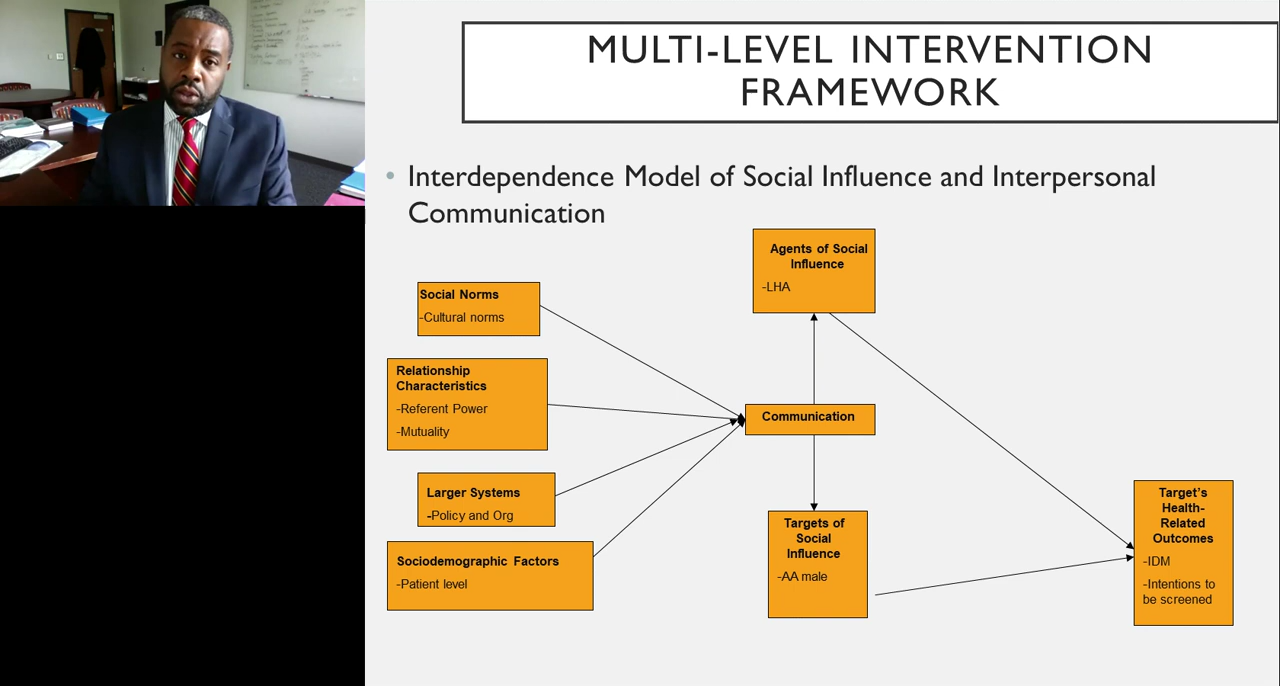 MULTI-LEVEL INTERVENTION
FRAMEWORK
• Interdependence Model of Social Influence and Interpersonal
Communication
Agents of Social
Influence
-LHA
Social Norms
-Cultural norms
Relationship
Characteristics
-Referent Power
-Mutuality
Communication
Larger Systems
-Policy and Org
Sociodemographic Factors
-Patient level
Targets of
Social
Influence
-AA male
Target’s
Health-
Related
Outcomes
-IDM
-Intentions to
be screened